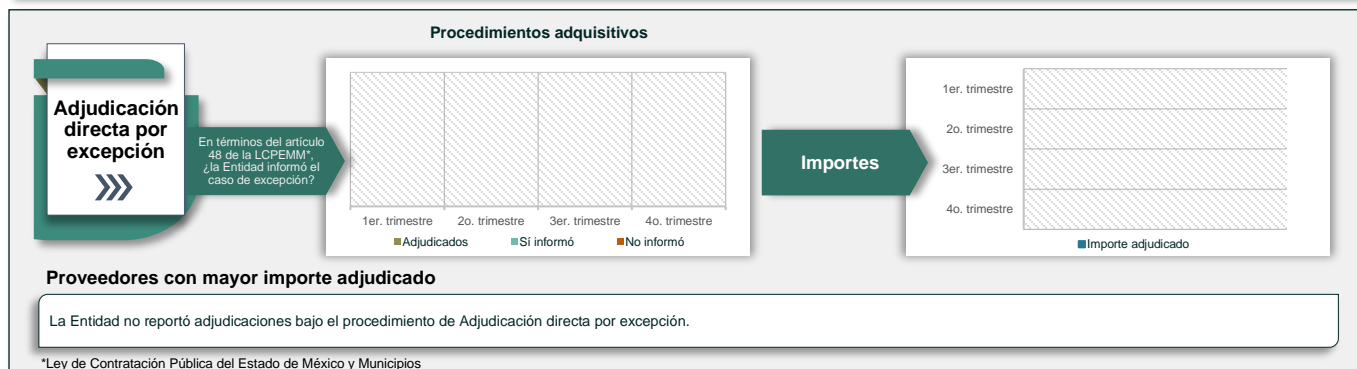 Procedimientos adquisitivos
Adjudicación
directa por
excepción
En términos del artículo
48 de la LCPEMM*,
¿la Entidad informó el
caso de excepción?
1er. trimestre
2o. trimestre
3er. trimestre
4o. trimestre
Adjudicados
Sí informó
No informó
Importes
1er. trimestre
2o. trimestre
3er. trimestre
4o. trimestre
Importe adjudicado
Proveedores con mayor importe adjudicado
La Entidad no reportó adjudicaciones bajo el procedimiento de Adjudicación directa por excepción.
*Ley de Contratación Pública del Estado de México y Municipios